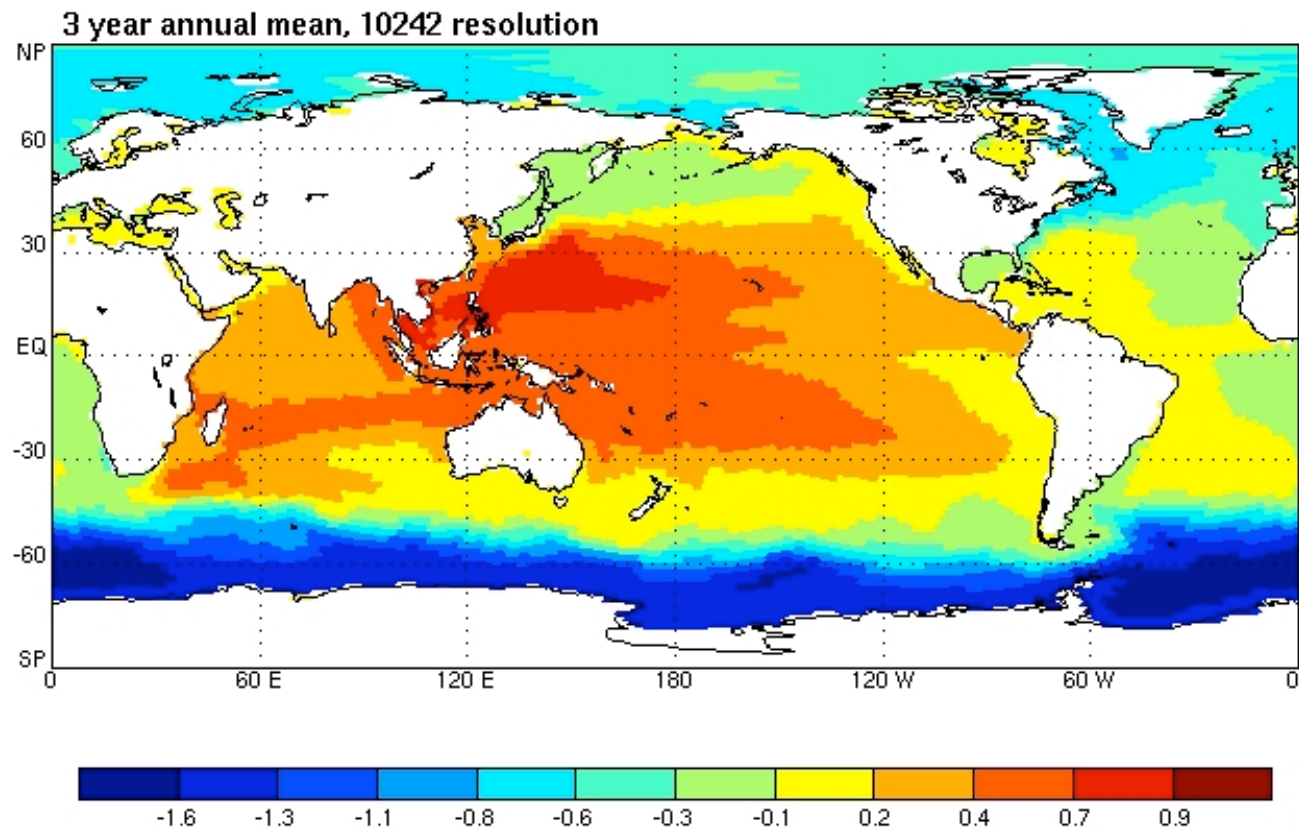 3 year annual mean, 10242 resolution
NP
60
30
EQ
-30
-60
SP
0 60 E 120 E 180 120 W 60 W 0
-1.6 -1.3 -1.1 -0.8 -0.6 -0.3 -0.1 0.2 0.4 0.7 0.9